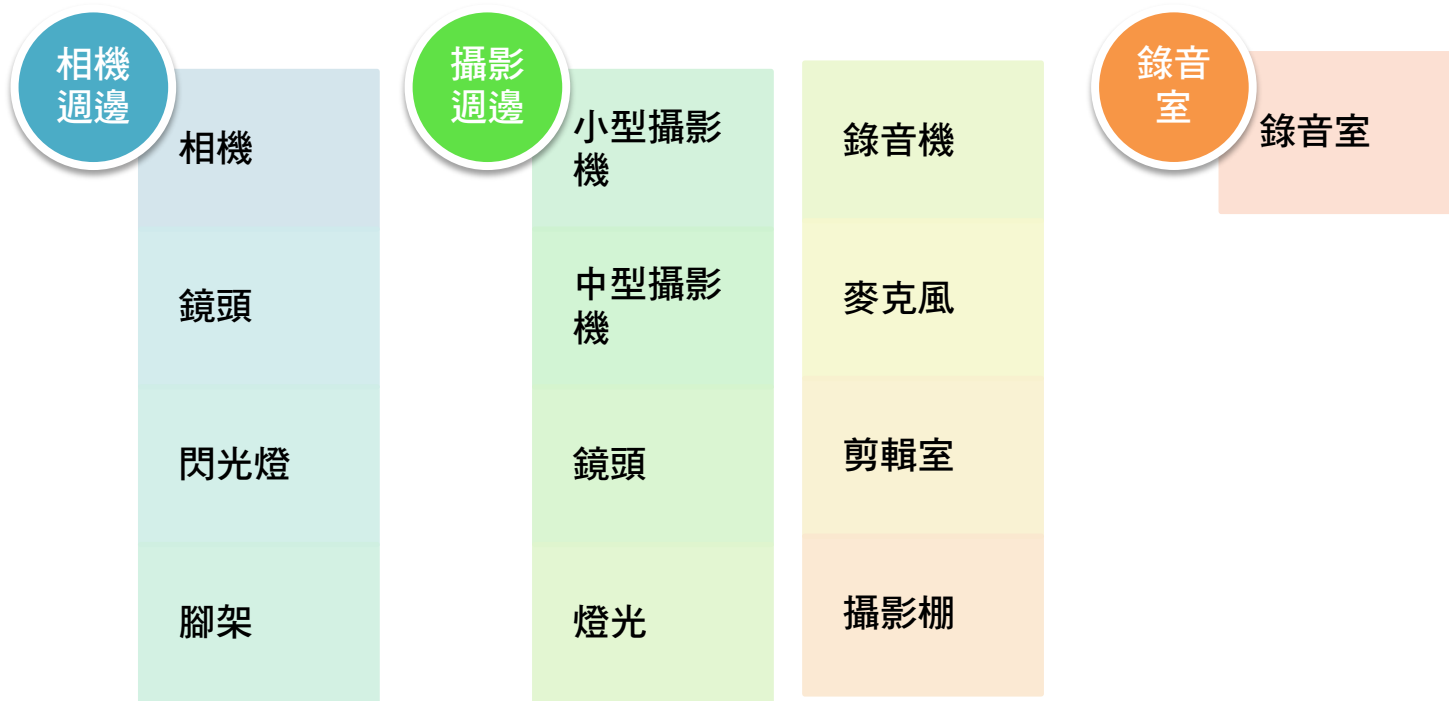 相機
週邊
相機
鏡頭
閃光燈
腳架
攝影
週邊
小型攝影
機
中型攝影
機
鏡頭
燈光
錄音機
麥克風
剪輯室
攝影棚
錄音
室
錄音室